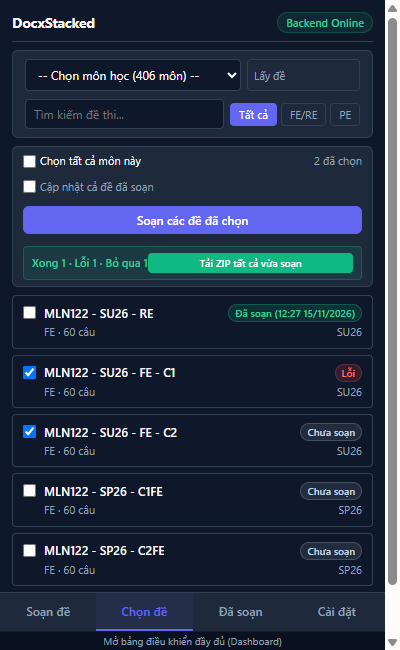 DocxStacked
Backend Online
-- Chọn môn học (406 môn) --
Lấy đề
Tìm kiếm đề thi...
Tất cả
FE/RE
PE
Chọn tất cả môn này
2 đã chọn
Cập nhật cả đề đã soạn
Soạn các đề đã chọn
Xong 1 · Lỗi 1 · Bỏ qua 1
Tải ZIP tất cả vừa soạn
MLN122 - SU26 - RE
Đã soạn (12:27 15/11/2026)
FE · 60 câu
SU26
MLN122 - SU26 - FE - C1
Lỗi
FE · 60 câu
SU26
MLN122 - SU26 - FE - C2
Chưa soạn
FE · 60 câu
SU26
MLN122 - SP26 - C1FE
Chưa soạn
FE · 60 câu
SP26
MLN122 - SP26 - C2FE
Chưa soạn
FE · 60 câu
SP26
Soạn đề
Chọn đề
Đã soạn
Cài đặt
Mở bảng điều khiển đầy đủ (Dashboard)